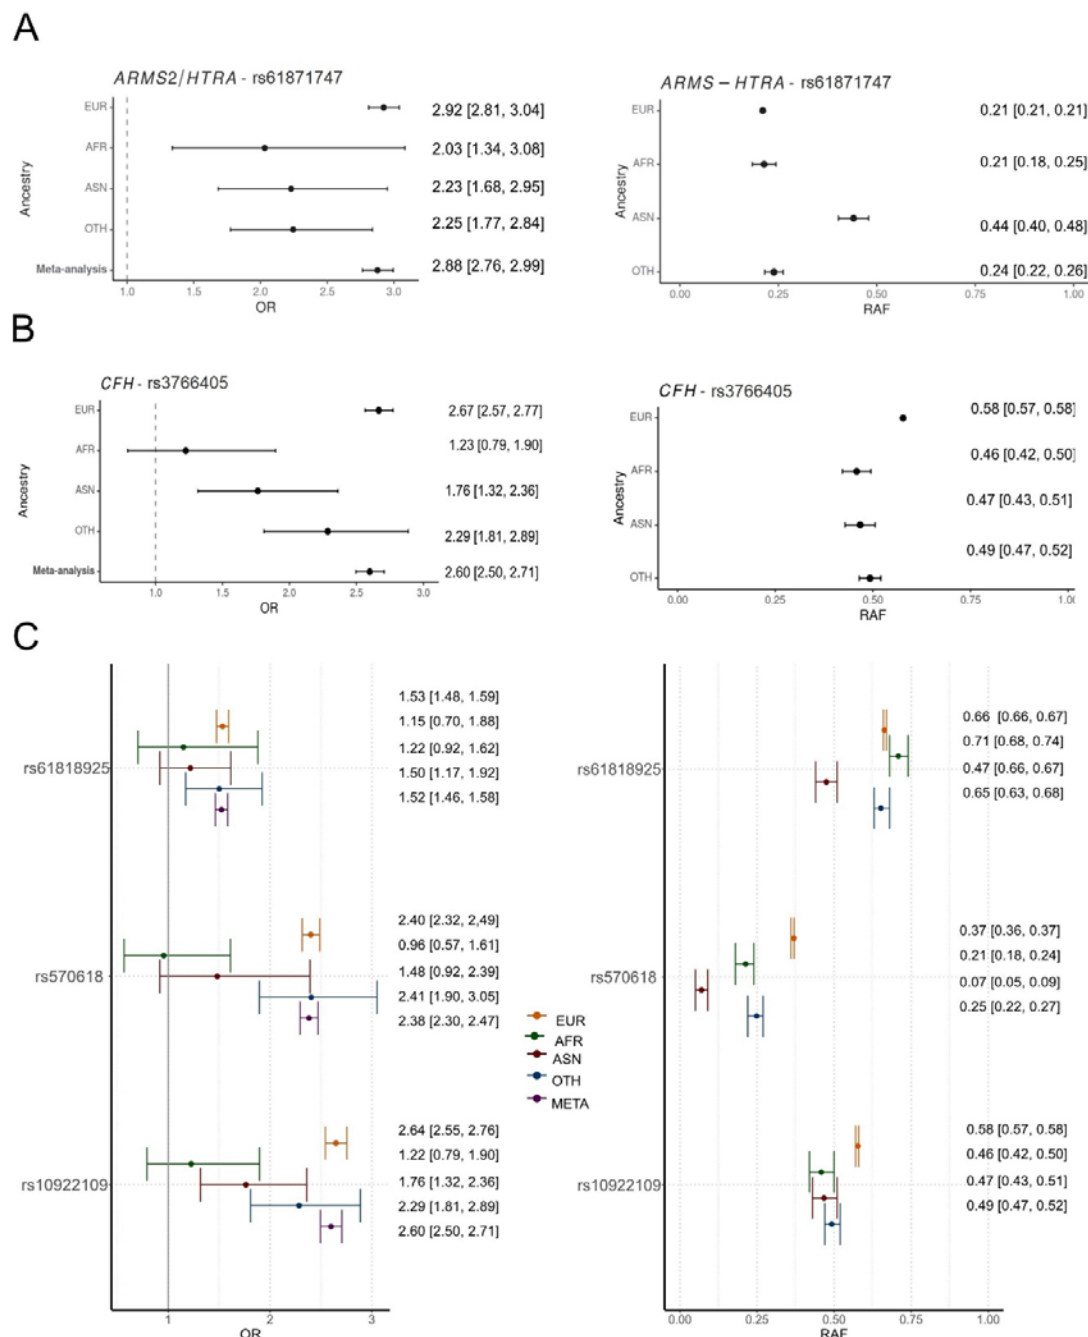 A
ARMS2/HTRA - rs61871747
EUR
2.92 [2.81, 3.04]
AFR
2.03 [1.34, 3.08]
ASN
2.23 [1.68, 2.95]
OTH
2.25 [1.77, 2.84]
Meta-analysis
2.88 [2.76, 2.99]
Ancestry
1.0 1.5 2.0 2.5 3.0
OR
ARMS – HTRA - rs61871747
EUR
0.21 [0.21, 0.21]
AFR
0.21 [0.18, 0.25]
ASN
0.44 [0.40, 0.48]
OTH
0.24 [0.22, 0.26]
Ancestry
0.00 0.25 0.50 0.75 1.00
RAF
B
CFH - rs3766405
EUR
2.67 [2.57, 2.77]
AFR
1.23 [0.79, 1.90]
ASN
1.76 [1.32, 2.36]
OTH
2.29 [1.81, 2.89]
Meta-analysis
2.60 [2.50, 2.71]
Ancestry
1.0 1.5 2.0 2.5 3.0
OR
CFH - rs3766405
EUR
0.58 [0.57, 0.58]
AFR
0.46 [0.42, 0.50]
ASN
0.47 [0.43, 0.51]
OTH
0.49 [0.47, 0.52]
Ancestry
0.00 0.25 0.50 0.75 1.00
RAF
C
rs61818925
1.53 [1.48, 1.59]
1.15 [0.70, 1.88]
1.22 [0.92, 1.62]
1.50 [1.17, 1.92]
1.52 [1.46, 1.58]
rs570618
2.40 [2.32, 2,49]
0.96 [0.57, 1.61]
1.48 [0.92, 2.39]
2.41 [1.90, 3.05]
2.38 [2.30, 2.47]
rs10922109
2.64 [2.55, 2.76]
1.22 [0.79, 1.90]
1.76 [1.32, 2.36]
2.29 [1.81, 2.89]
2.60 [2.50, 2.71]
1 2 3
OR
EUR
AFR
ASN
OTH
META
rs61818925
0.66 [0.66, 0.67]
0.71 [0.68, 0.74]
0.47 [0.66, 0.67]
0.65 [0.63, 0.68]
rs570618
0.37 [0.36, 0.37]
0.21 [0.18, 0.24]
0.07 [0.05, 0.09]
0.25 [0.22, 0.27]
rs10922109
0.58 [0.57, 0.58]
0.46 [0.42, 0.50]
0.47 [0.43, 0.51]
0.49 [0.47, 0.52]
0.00 0.25 0.50 0.75 1.00
RAF